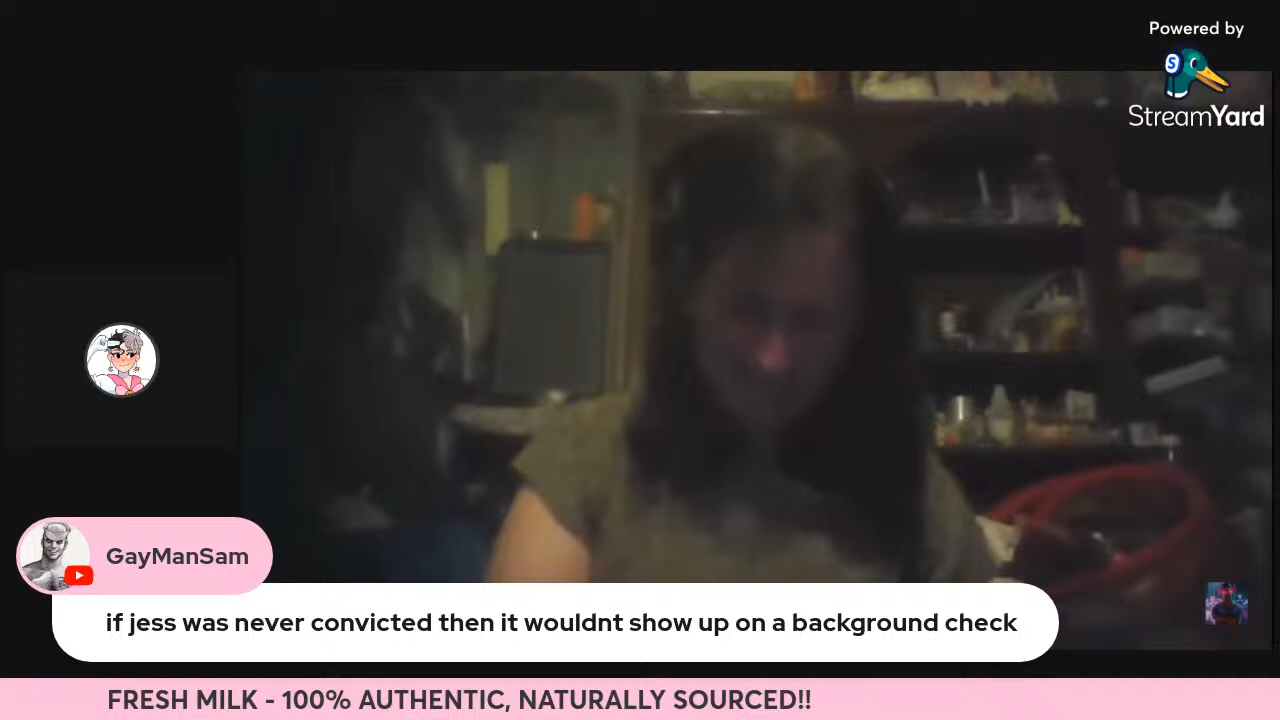 Powered by
StreamYard
GayManSam
if jess was never convicted then it wouldnt show up on a background check
FRESH MILK - 100% AUTHENTIC, NATURALLY SOURCED!!